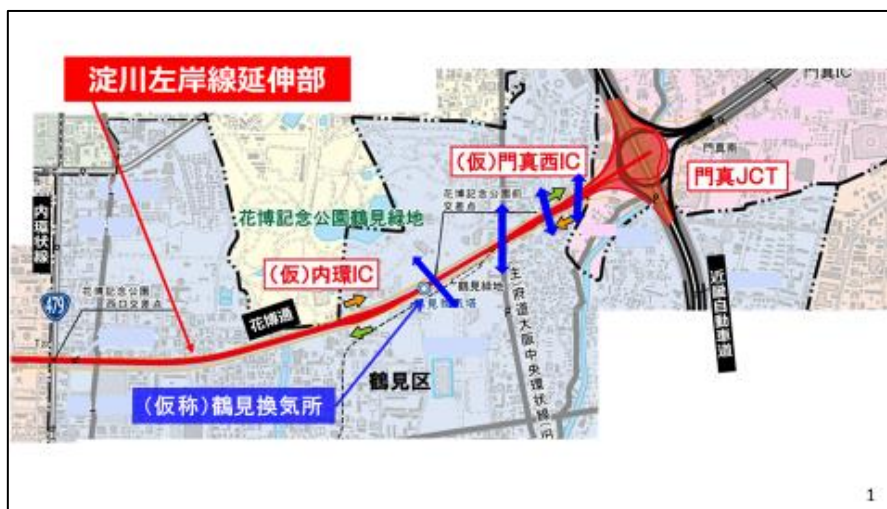 淀川左岸線延伸部
門真IC
(仮)門真西IC
門真南
門真JCT
花博記念公園前
交差点
内環状線
花博記念公園鶴見緑地
(仮)内環IC
479
花博記念公園
西口交差点
花博通
鶴見緑地
主)府道大阪中央環状線(旧
近畿自動車道
鶴見区
(仮称)鶴見換気所
1